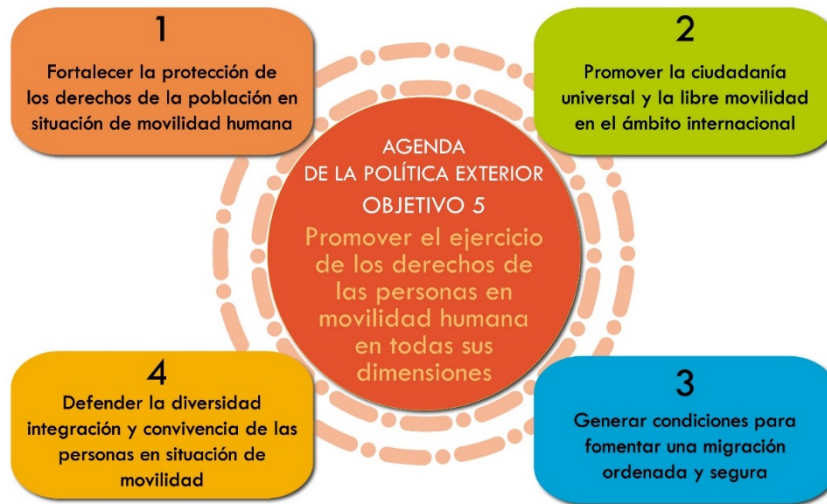 1
Fortalecer la protección de
los derechos de la población en
situación de movilidad humana
2
Promover la ciudadanía
universal y la libre movilidad
en el ámbito internacional
AGENDA
DE LA POLÍTICA EXTERIOR
OBJETIVO 5
Promover el ejercicio
de los derechos de
las personas en
movilidad humana
en todas sus
dimensiones
4
Defender la diversidad
integración y convivencia de las
personas en situación de
movilidad
3
Generar condiciones para
fomentar una migración
ordenada y segura